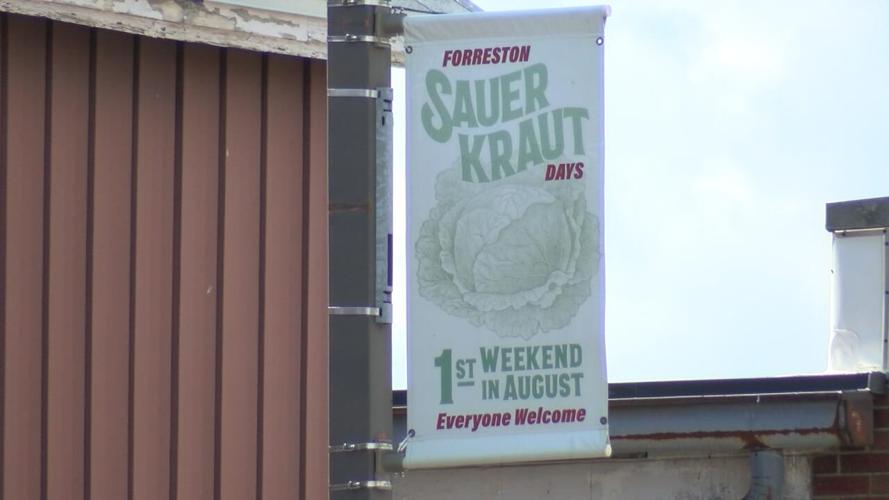 FORRESTON
SAUER
KRAUT
DAYS
1ST WEEKEND
IN AUGUST
Everyone Welcome